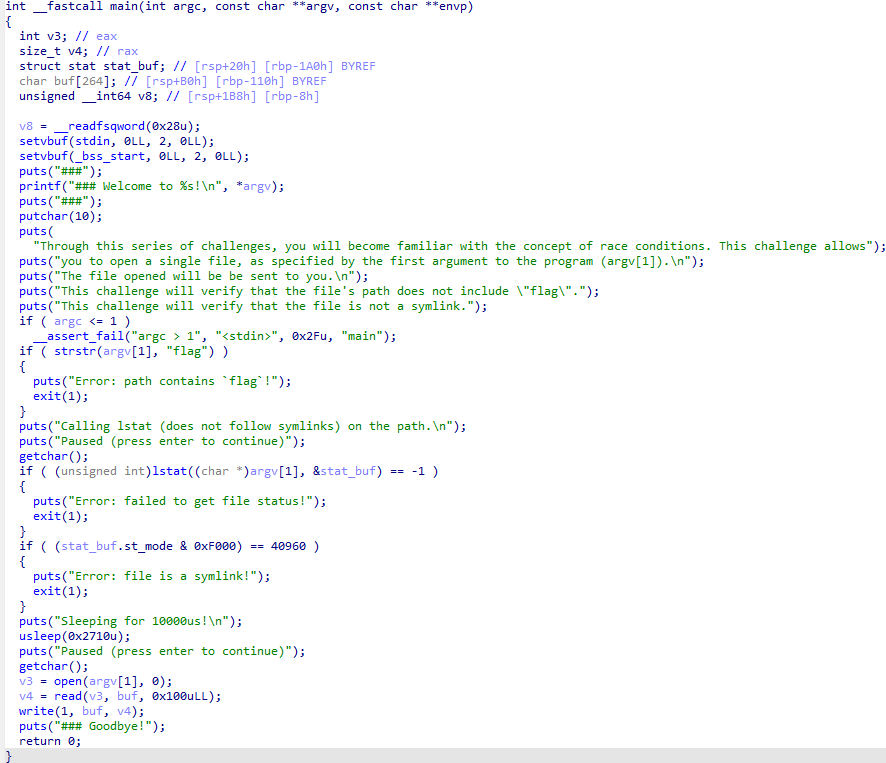 int __fastcall main(int argc, const char **argv, const char **envp)
{
  int v3; // eax
  size_t v4; // rax
  struct stat stat_buf; // [rsp+20h] [rbp-1A0h] BYREF
  char buf[264]; // [rsp+B0h] [rbp-110h] BYREF
  unsigned __int64 v8; // [rsp+1B8h] [rbp-8h]

  v8 = __readfsqword(0x28u);
  setvbuf(stdin, 0LL, 2, 0LL);
  setvbuf(_bss_start, 0LL, 2, 0LL);
  puts("###");
  printf("### Welcome to %s!\n", *argv);
  puts("###");
  putchar(10);
  puts(
    "Through this series of challenges, you will become familiar with the concept of race conditions. This challenge allows");
  puts("you to open a single file, as specified by the first argument to the program (argv[1]).\n");
  puts("The file opened will be be sent to you.\n");
  puts("This challenge will verify that the file's path does not include \"flag\".");
  puts("This challenge will verify that the file is not a symlink.");
  if ( argc <= 1 )
    __assert_fail("argc > 1", "<stdin>", 0x2Fu, "main");
  if ( strstr(argv[1], "flag") )
  {
    puts("Error: path contains `flag`!");
    exit(1);
  }
  puts("Calling lstat (does not follow symlinks) on the path.\n");
  puts("Paused (press enter to continue)");
  getchar();
  if ( (unsigned int)lstat((char *)argv[1], &stat_buf) == -1 )
  {
    puts("Error: failed to get file status!");
    exit(1);
  }
  if ( (stat_buf.st_mode & 0xF000) == 40960 )
  {
    puts("Error: file is a symlink!");
    exit(1);
  }
  puts("Sleeping for 10000us!\n");
  usleep(0x2710u);
  puts("Paused (press enter to continue)");
  getchar();
  v3 = open(argv[1], 0);
  v4 = read(v3, buf, 0x100uLL);
  write(1, buf, v4);
  puts("### Goodbye!");
  return 0;
}